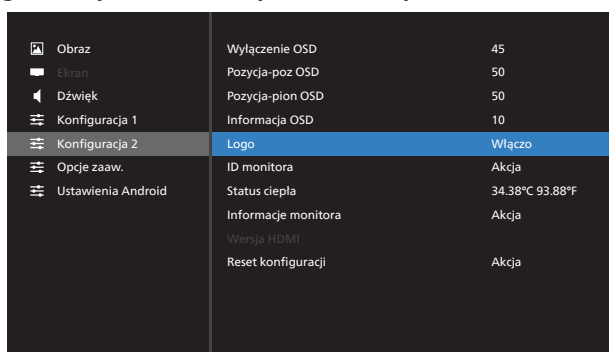 Obraz
Ekran
Dźwięk
Konfiguracja 1
Konfiguracja 2
Opcje zaaw.
Ustawienia Android
Wyłączenie OSD 45
Pozycja-poz OSD 50
Pozycja-pion OSD 50
Informacja OSD 10
Logo Włączo
ID monitora Akcja
Status ciepła 34.38°C 93.88°F
Informacje monitora Akcja
Wersja HDMI
Reset konfiguracji Akcja